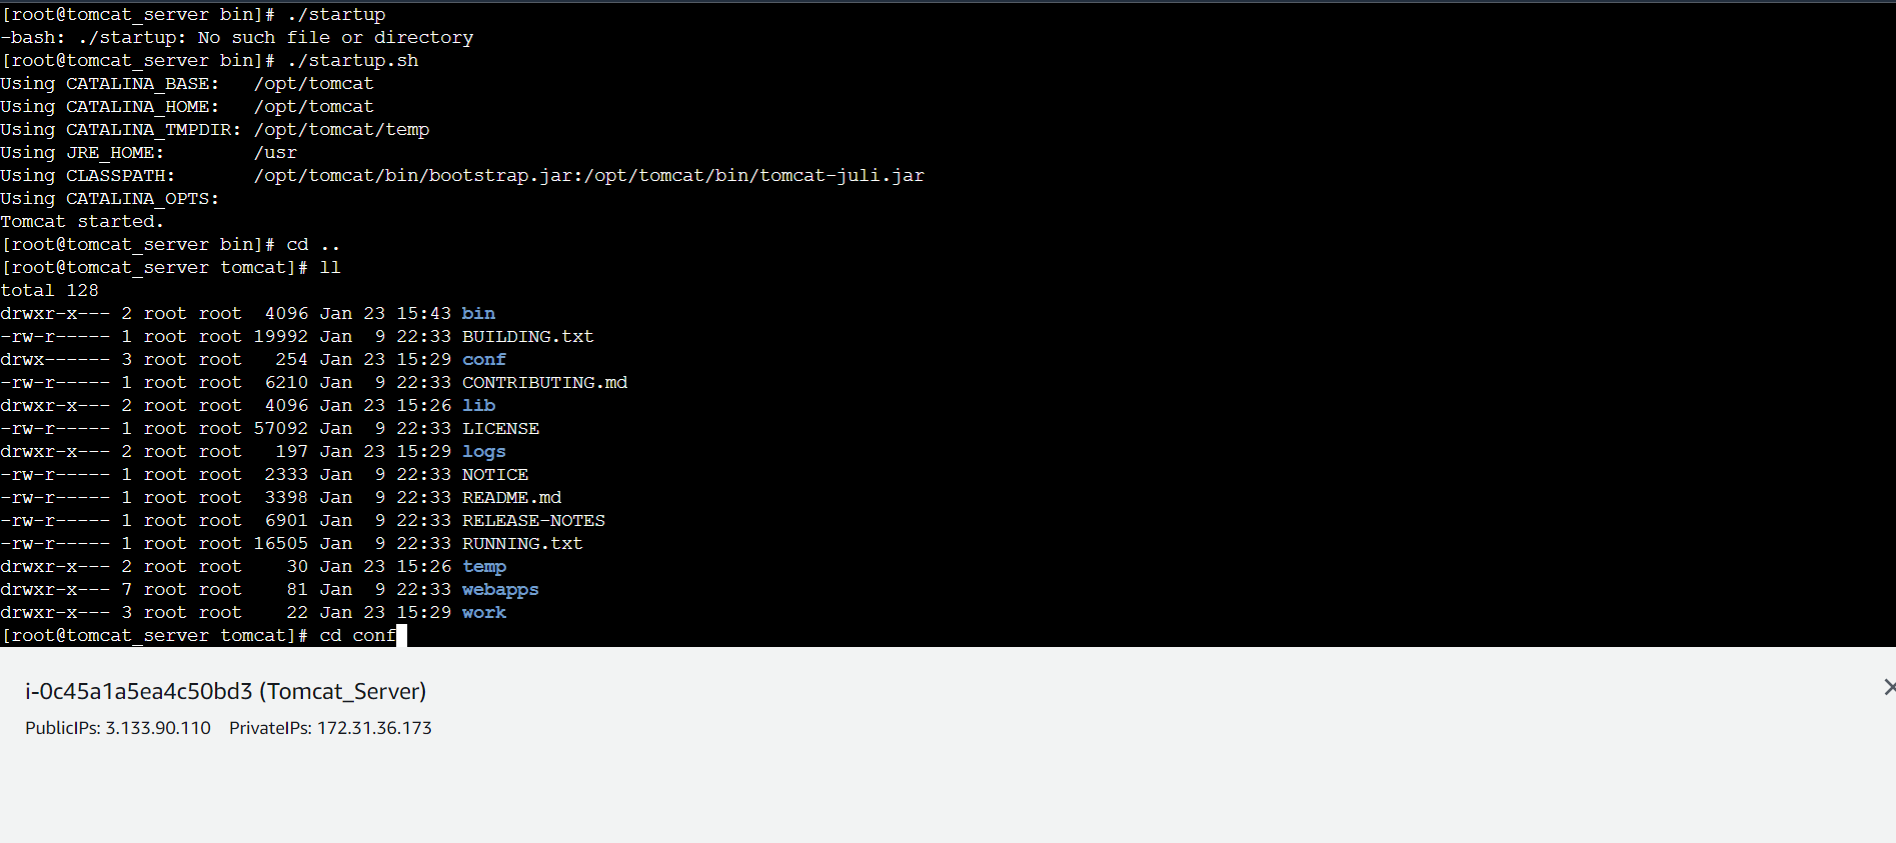 [root@tomcat_server bin]# ./startup
-bash: ./startup: No such file or directory
[root@tomcat_server bin]# ./startup.sh
Using CATALINA_BASE:   /opt/tomcat
Using CATALINA_HOME:   /opt/tomcat
Using CATALINA_TMPDIR: /opt/tomcat/temp
Using JRE_HOME:        /usr
Using CLASSPATH:       /opt/tomcat/bin/bootstrap.jar:/opt/tomcat/bin/tomcat-juli.jar
Using CATALINA_OPTS:
Tomcat started.
[root@tomcat_server bin]# cd ..
[root@tomcat_server tomcat]# ll
total 128
drwxr-x--- 2 root root  4096 Jan 23 15:43 bin
-rw-r----- 1 root root 19992 Jan  9 22:33 BUILDING.txt
drwx------ 3 root root   254 Jan 23 15:29 conf
-rw-r----- 1 root root  6210 Jan  9 22:33 CONTRIBUTING.md
drwxr-x--- 2 root root  4096 Jan 23 15:26 lib
-rw-r----- 1 root root 57092 Jan  9 22:33 LICENSE
drwxr-x--- 2 root root   197 Jan 23 15:29 logs
-rw-r----- 1 root root  2333 Jan  9 22:33 NOTICE
-rw-r----- 1 root root  3398 Jan  9 22:33 README.md
-rw-r----- 1 root root  6901 Jan  9 22:33 RELEASE-NOTES
-rw-r----- 1 root root 16505 Jan  9 22:33 RUNNING.txt
drwxr-x--- 2 root root    30 Jan 23 15:26 temp
drwxr-x--- 7 root root    81 Jan  9 22:33 webapps
drwxr-x--- 3 root root    22 Jan 23 15:29 work
[root@tomcat_server tomcat]# cd conf
i-0c45a1a5ea4c50bd3 (Tomcat_Server)
PublicIPs: 3.133.90.110 PrivateIPs: 172.31.36.173